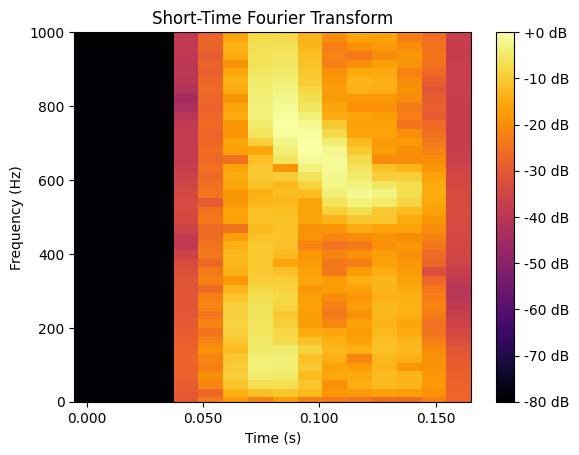 Short-Time Fourier Transform
1000
800
600
400
200
0
Frequency (Hz)
0.000
0.050
0.100
0.150
Time (s)
+0 dB
-10 dB
-20 dB
-30 dB
-40 dB
-50 dB
-60 dB
-70 dB
-80 dB